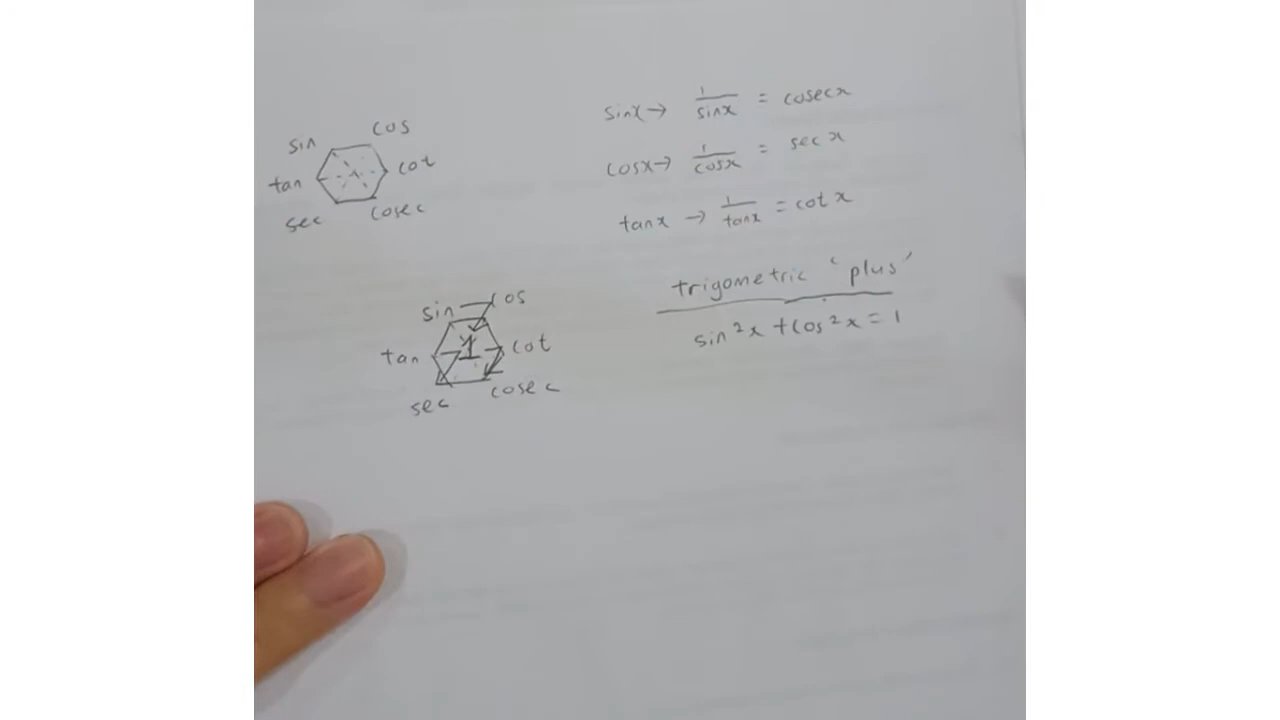 sin cos
tan cot
sec cosec
sinx → 1/sinx = cosecx
cosx → 1/cosx = sec x
tanx → 1/tanx = cot x
trigometric 'plus'
sin²x + cos²x = 1
sin cos
tan 1 cot
sec cosec